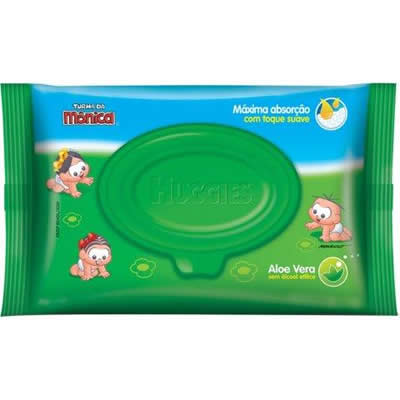 TURMA DA
Mônica
Máxima absorção
com toque suave
HUGGIES
Aloe Vera
sem álcool etílico